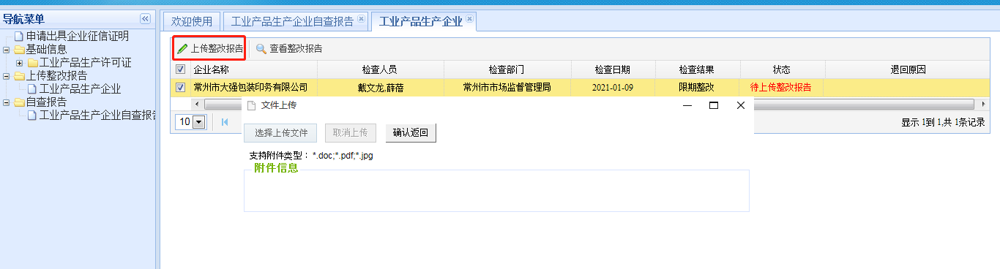 导航菜单
申请出具企业征信证明
基础信息
工业产品生产许可证
上传整改报告
工业产品生产企业
自查报告
工业产品生产企业自查报告
欢迎使用 工业产品生产企业自查报告 工业产品生产企业
上传整改报告 查看整改报告
企业名称 检查人员 检查部门 检查日期 检查结果 状态 退回原因
常州市大强包装印务有限公司 戴文龙,薛蓓 常州市市场监督管理局 2021-01-09 限期整改 待上传整改报告
10 显示 1到 1,共 1条记录
文件上传
选择上传文件 取消上传 确认返回
支持附件类型： *.doc;*.pdf;*.jpg
附件信息